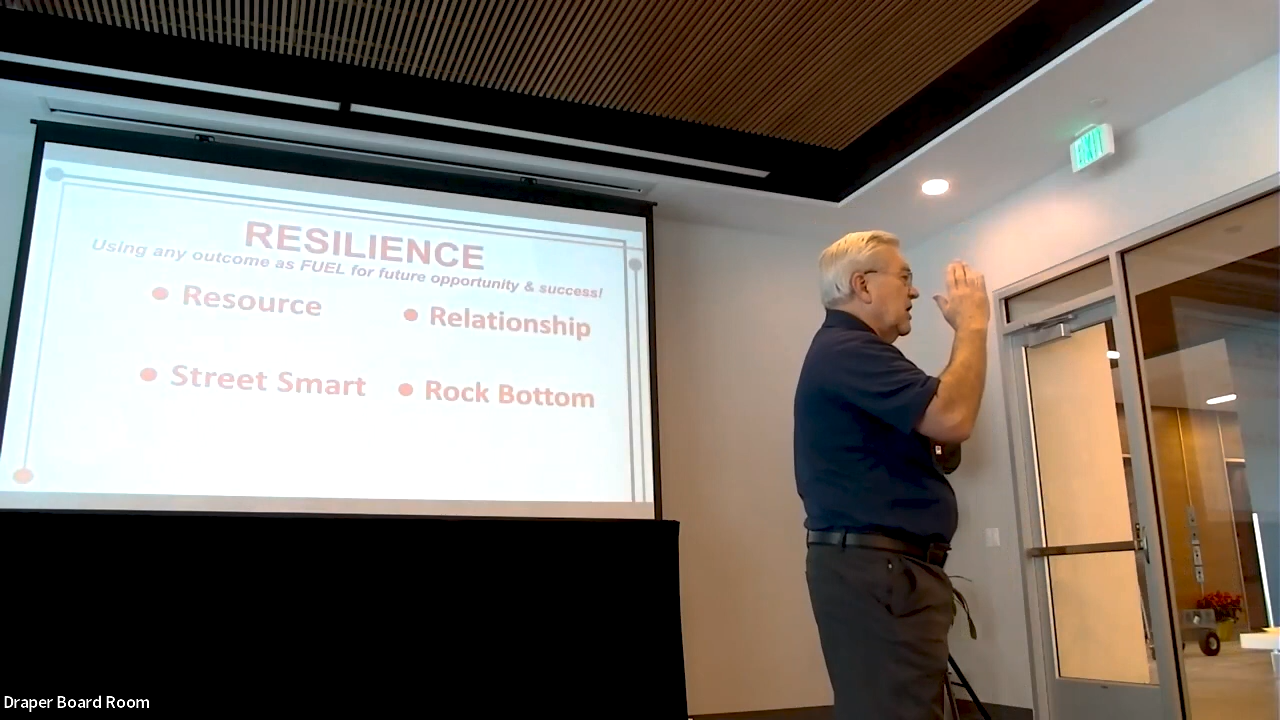 RESILIENCE
Using any outcome as FUEL for future opportunity & success!
● Resource
● Relationship
● Street Smart
● Rock Bottom
EXIT
Draper Board Room